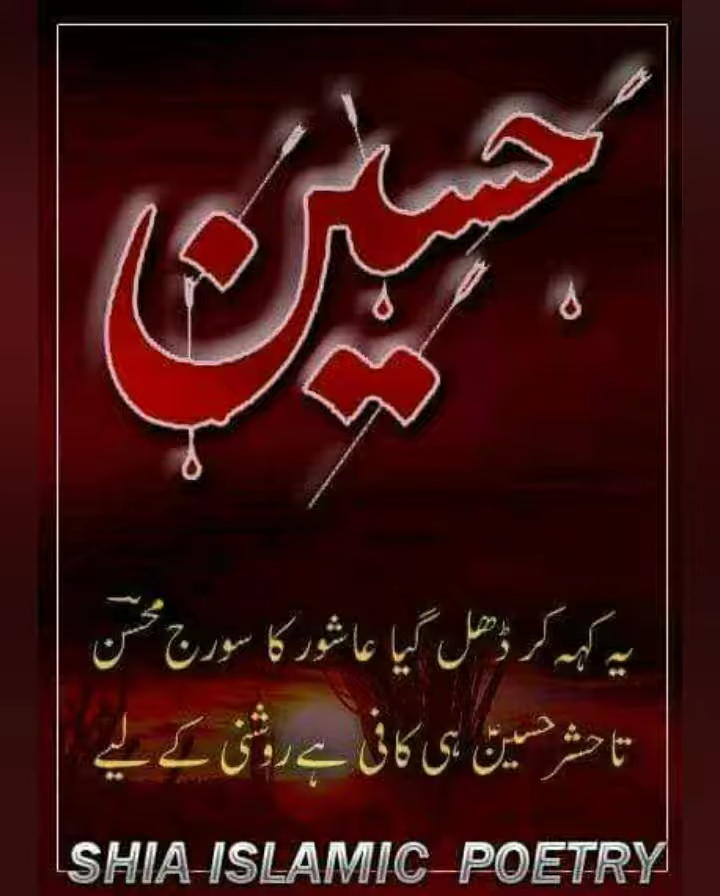 حسین
یہ کہہ کر ڈھل گیا عاشور کا سورج محسنؔ
تا حشر حسینؑ ہی کافی ہے روشنی کے لیے
SHIA ISLAMIC POETRY